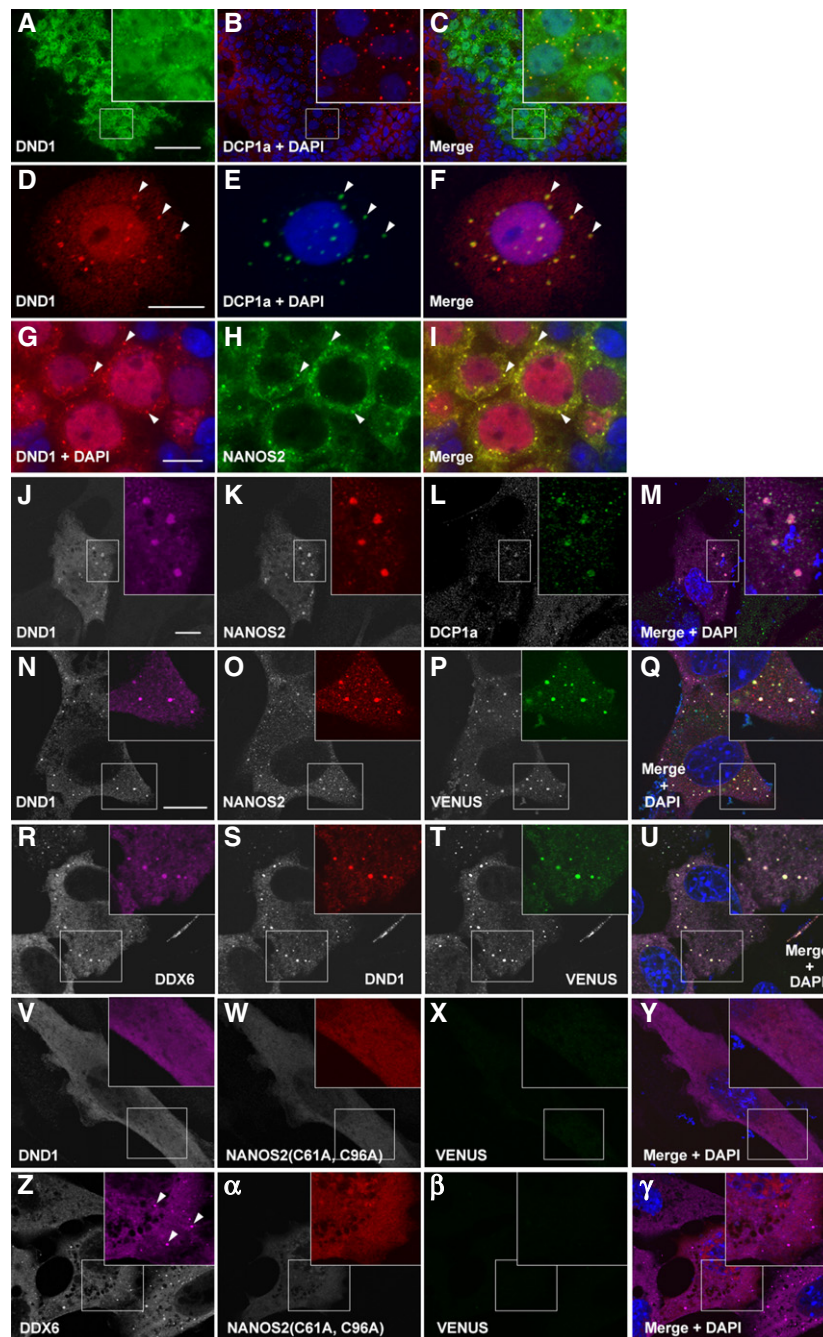 A
DND1
B
DCP1a + DAPI
C
Merge
D
DND1
E
DCP1a + DAPI
F
Merge
G
DND1 + DAPI
H
NANOS2
I
Merge
J
DND1
K
NANOS2
L
DCP1a
M
Merge + DAPI
N
DND1
O
NANOS2
P
VENUS
Q
Merge
+
DAPI
R
DDX6
S
DND1
T
VENUS
U
Merge
+
DAPI
V
DND1
W
NANOS2(C61A, C96A)
X
VENUS
Y
Merge + DAPI
Z
DDX6
α
NANOS2(C61A, C96A)
β
VENUS
γ
Merge + DAPI